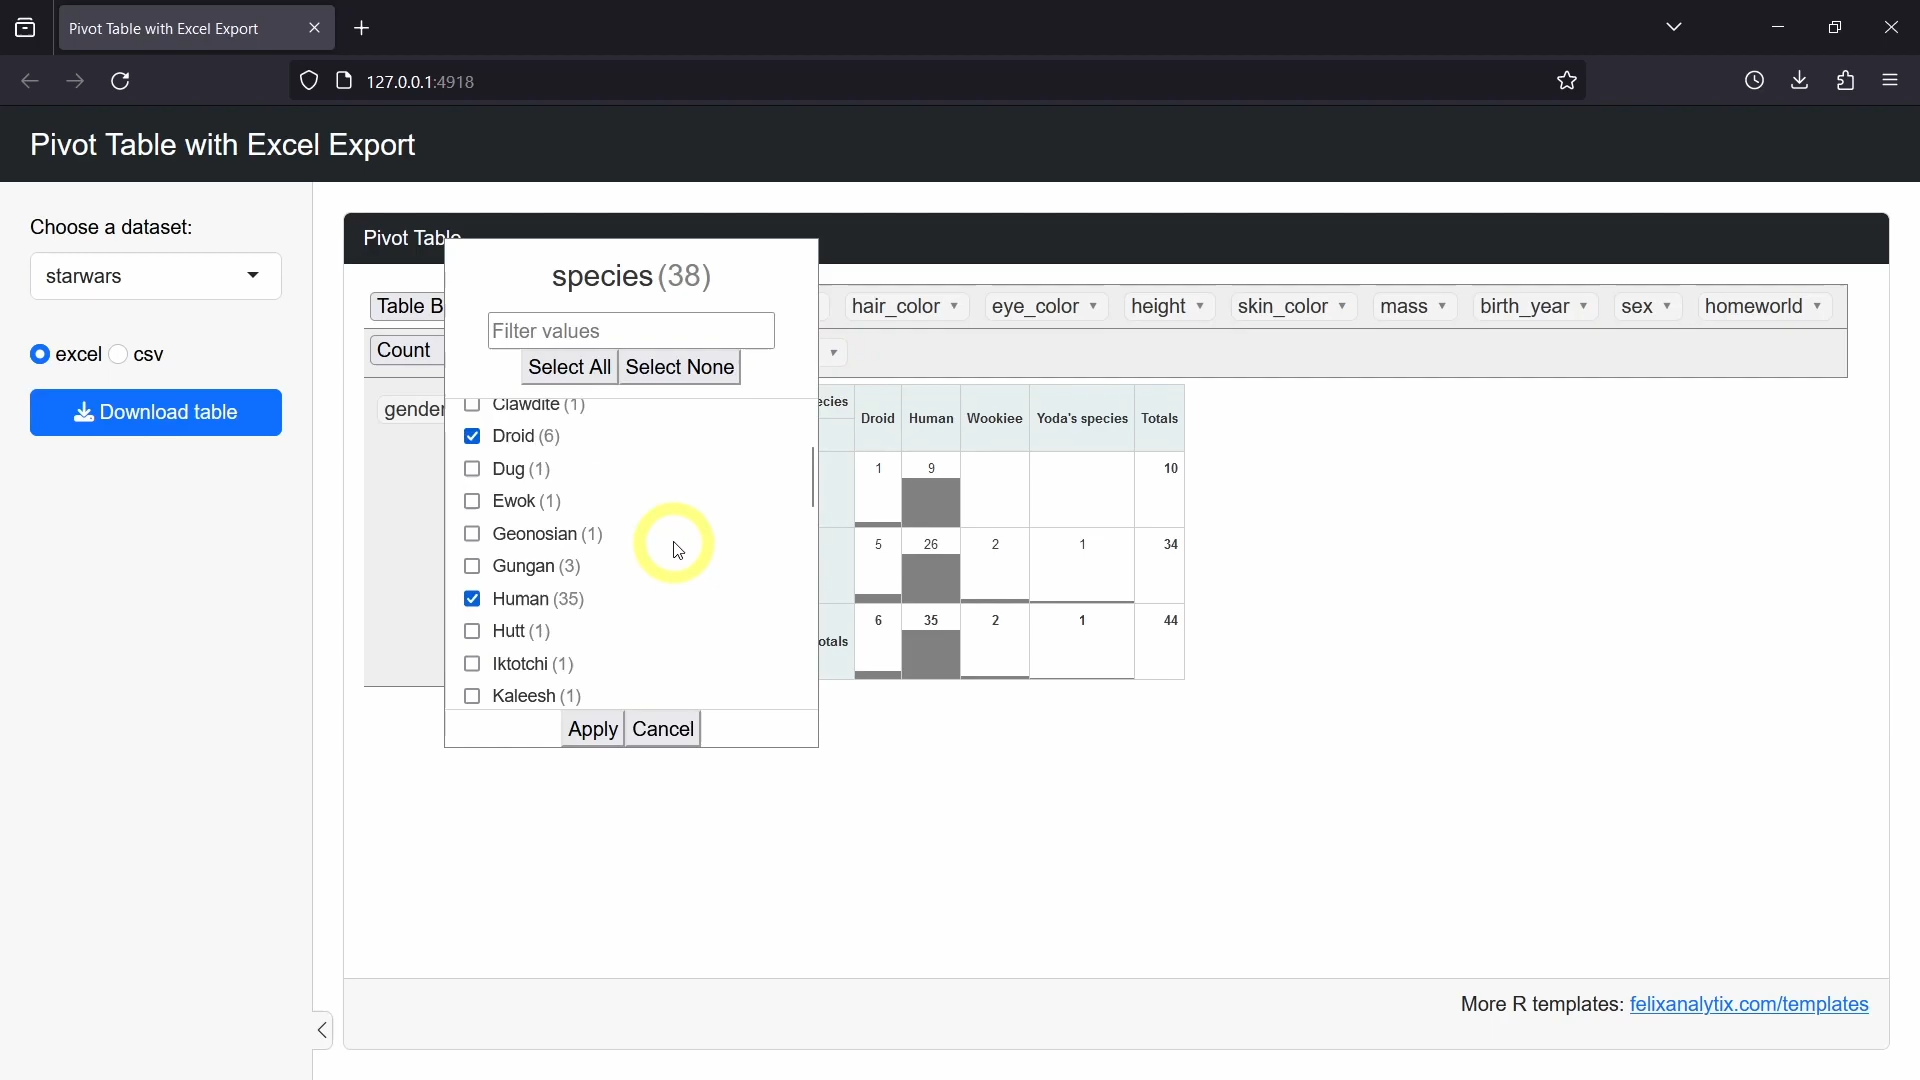 Pivot Table with Excel Export
127.0.0.1:4918
Pivot Table with Excel Export
Choose a dataset:
starwars
excel csv
Download table
Pivot Table
Table B
hair_color eye_color height skin_color mass birth_year sex homeworld
Count
gender
species (38)
Filter values
Select All Select None
Clawdite (1)
Droid (6)
Dug (1)
Ewok (1)
Geonosian (1)
Gungan (3)
Human (35)
Hutt (1)
Iktotchi (1)
Kaleesh (1)
Apply Cancel
ecies Droid Human Wookiee Yoda's species Totals
1 9 10
5 26 2 1 34
otals 6 35 2 1 44
More R templates: felixanalytix.com/templates